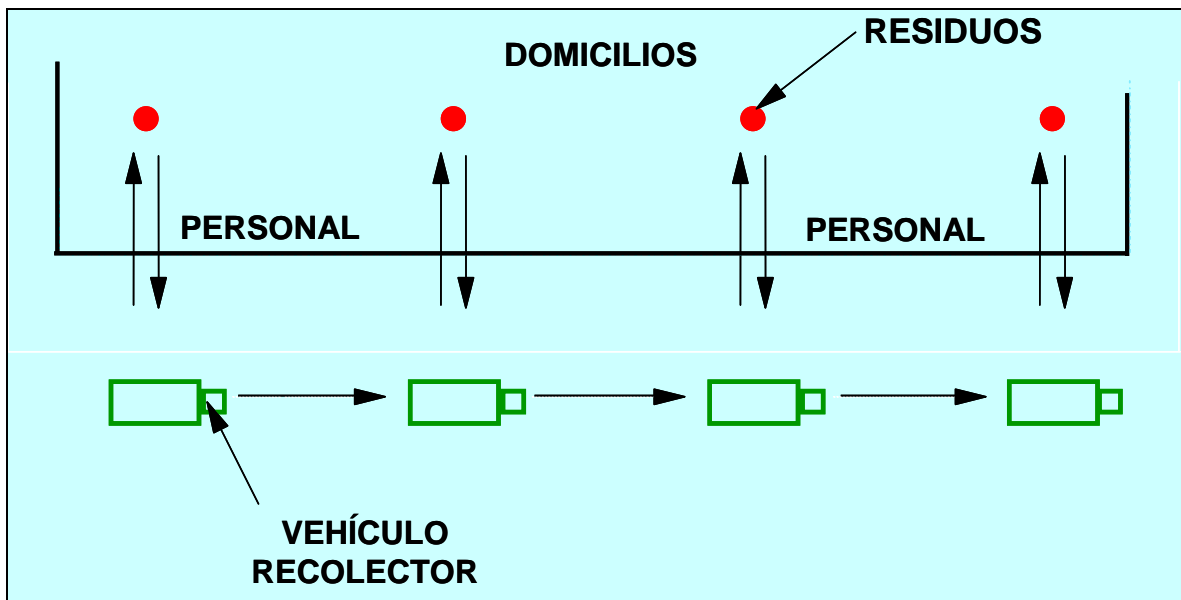 RESIDUOS
DOMICILIOS
PERSONAL
PERSONAL
VEHÍCULO
RECOLECTOR